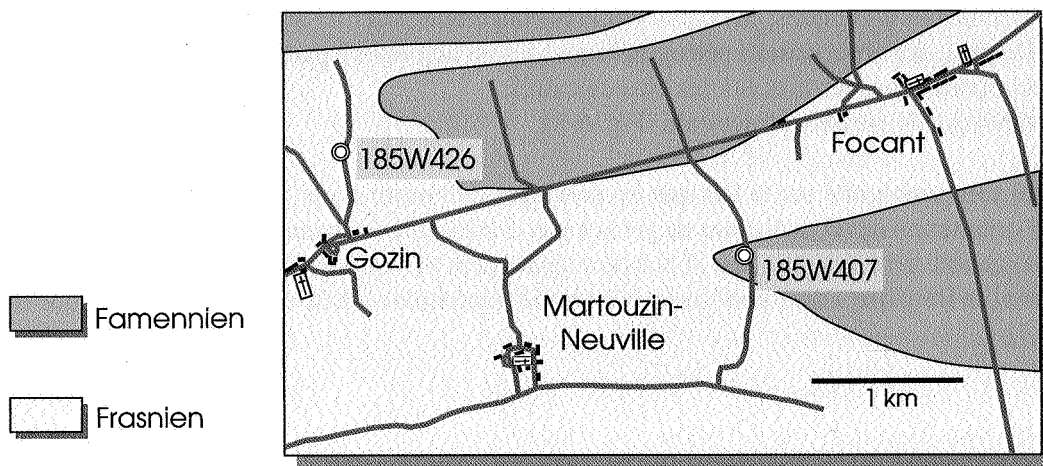 185W426
Focant
Gozin
185W407
Martouzin-
Neuville
1 km
Famennien
Frasnien